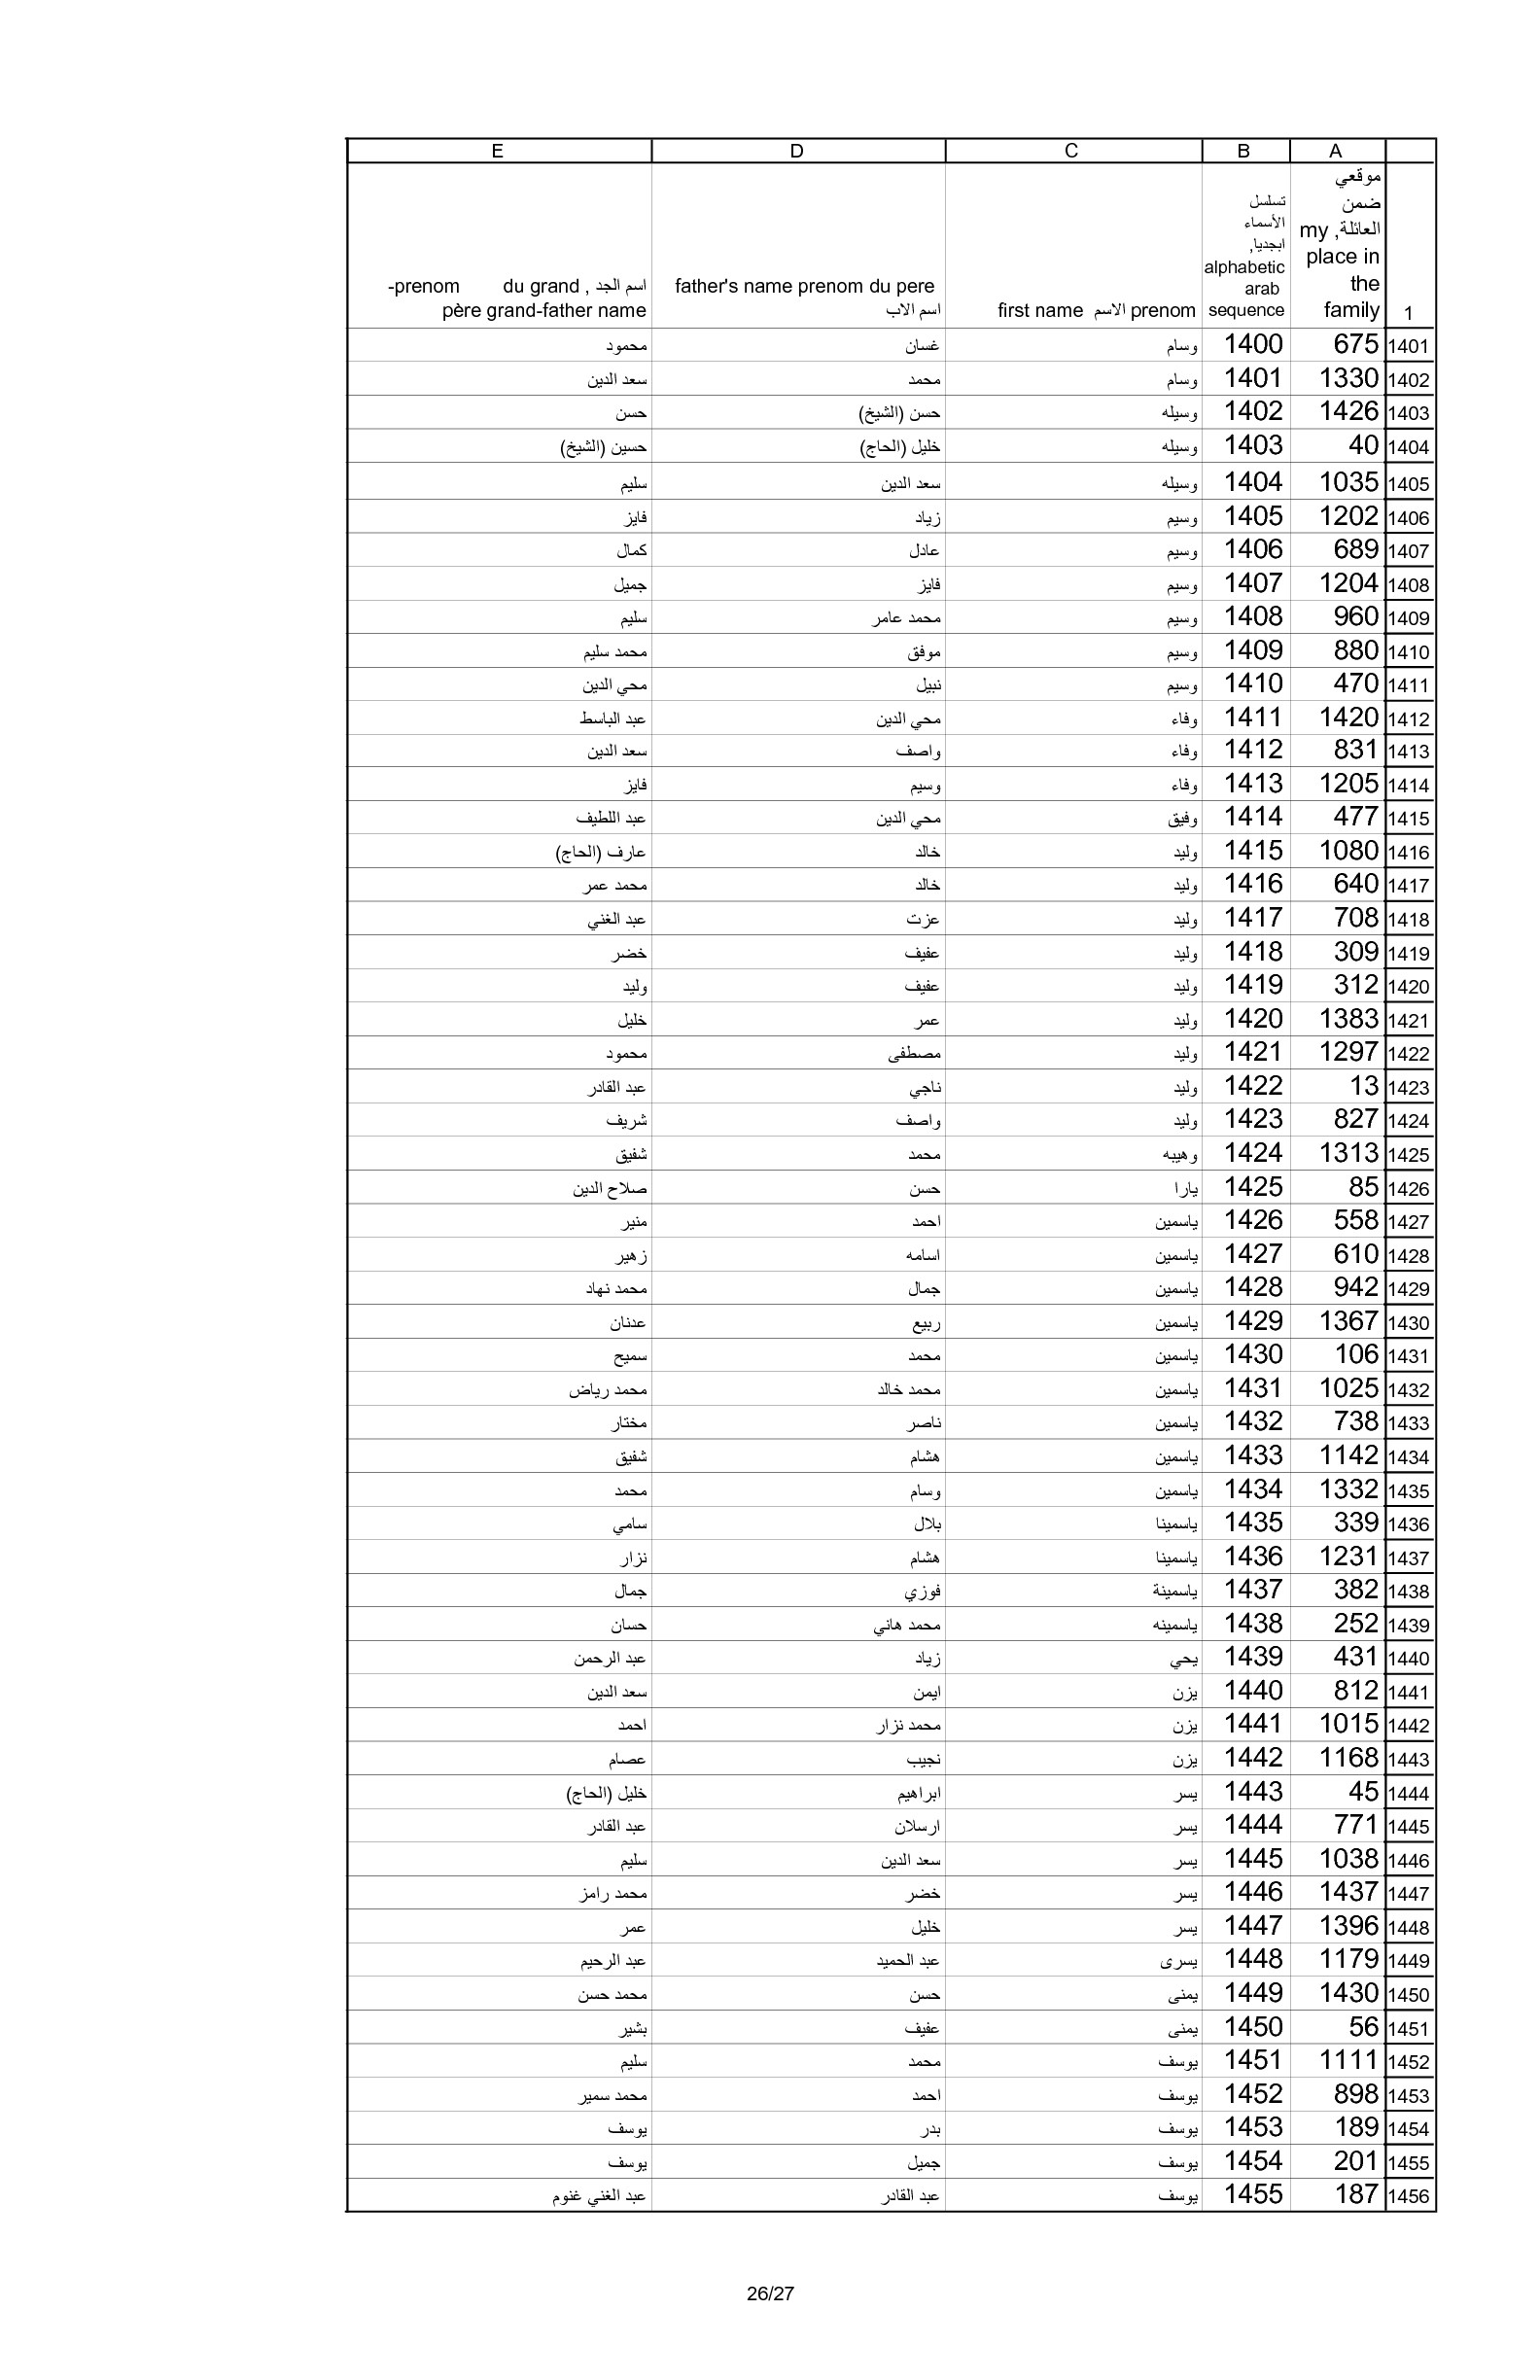 A B C D E
1 موقعي ضمن العائلة, my place in the family تسلسل الأسماء ابجديا, alphabetic arab sequence first name الاسم prenom father's name prenom du pere اسم الاب اسم الجد , du grand -prenom père grand-father name
1401 675 1400 وسام غسان محمود
1402 1330 1401 وسام محمد سعد الدين
1403 1426 1402 وسيله حسن (الشيخ) حسن
1404 40 1403 وسيله خليل (الحاج) حسين (الشيخ)
1405 1035 1404 وسيله سعد الدين سليم
1406 1202 1405 وسيم زياد فايز
1407 689 1406 وسيم عادل كمال
1408 1204 1407 وسيم فايز جميل
1409 960 1408 وسيم محمد عامر سليم
1410 880 1409 وسيم موفق محمد سليم
1411 470 1410 وسيم نبيل محي الدين
1412 1420 1411 وفاء محي الدين عبد الباسط
1413 831 1412 وفاء واصف سعد الدين
1414 1205 1413 وفاء وسيم فايز
1415 477 1414 وفيق محي الدين عبد اللطيف
1416 1080 1415 وليد خالد عارف (الحاج)
1417 640 1416 وليد خالد محمد عمر
1418 708 1417 وليد عزت عبد الغني
1419 309 1418 وليد عفيف خضر
1420 312 1419 وليد عفيف وليد
1421 1383 1420 وليد عمر خليل
1422 1297 1421 وليد مصطفى محمود
1423 13 1422 وليد ناجي عبد القادر
1424 827 1423 وليد واصف شريف
1425 1313 1424 وهيبه محمد شفيق
1426 85 1425 يارا حسن صلاح الدين
1427 558 1426 ياسمين احمد منير
1428 610 1427 ياسمين اسامه زهير
1429 942 1428 ياسمين جمال محمد نهاد
1430 1367 1429 ياسمين ربيع عدنان
1431 106 1430 ياسمين محمد سميح
1432 1025 1431 ياسمين محمد خالد محمد رياض
1433 738 1432 ياسمين ناصر مختار
1434 1142 1433 ياسمين هشام شفيق
1435 1332 1434 ياسمين وسام محمد
1436 339 1435 ياسمينا بلال سامي
1437 1231 1436 ياسمينا هشام نزار
1438 382 1437 ياسمينة فوزي جمال
1439 252 1438 ياسمينه محمد هاني حسان
1440 431 1439 يحي زياد عبد الرحمن
1441 812 1440 يزن ايمن سعد الدين
1442 1015 1441 يزن محمد نزار احمد
1443 1168 1442 يزن نجيب عصام
1444 45 1443 يسر ابراهيم خليل (الحاج)
1445 771 1444 يسر ارسلان عبد القادر
1446 1038 1445 يسر سعد الدين سليم
1447 1437 1446 يسر خضر محمد رامز
1448 1396 1447 يسر خليل عمر
1449 1179 1448 يسرى عبد الحميد عبد الرحيم
1450 1430 1449 يمنى حسن محمد حسن
1451 56 1450 يمنى عفيف بشير
1452 1111 1451 يوسف محمد سليم
1453 898 1452 يوسف احمد محمد سمير
1454 189 1453 يوسف بدر يوسف
1455 201 1454 يوسف جميل يوسف
1456 187 1455 يوسف عبد القادر عبد الغني غنوم
26/27